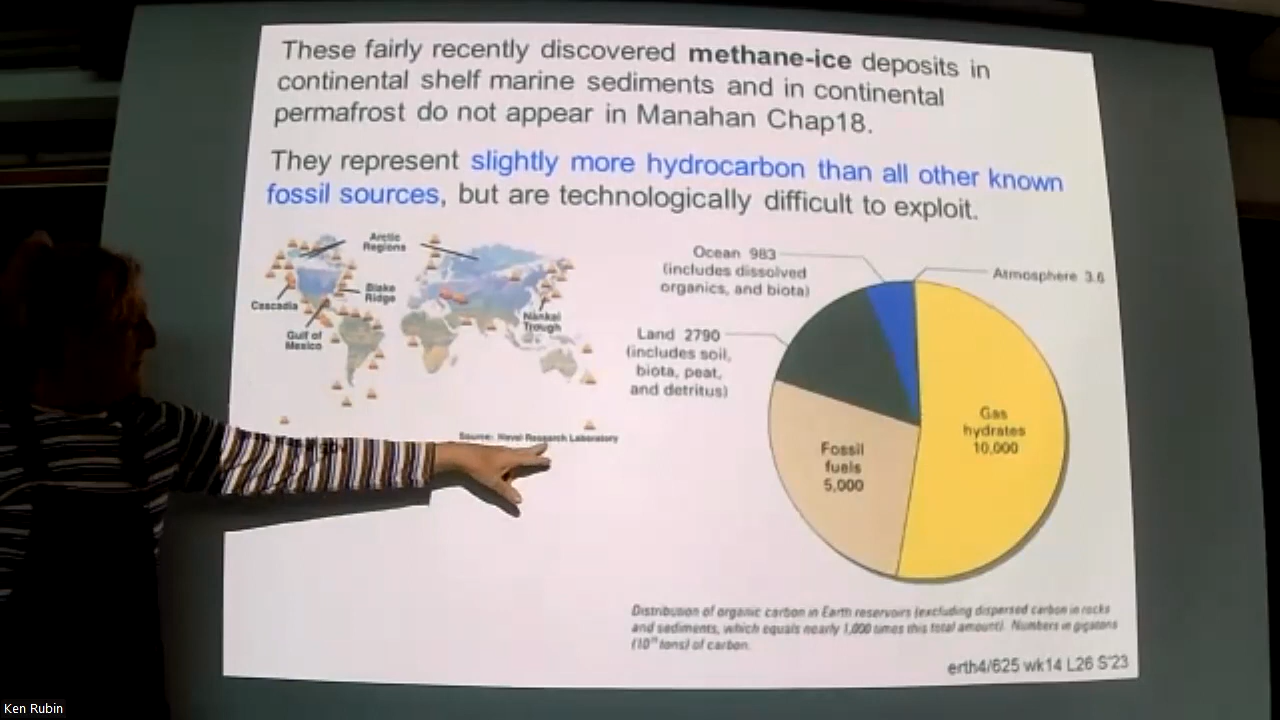 These fairly recently discovered methane-ice deposits in
continental shelf marine sediments and in continental
permafrost do not appear in Manahan Chap18.
They represent slightly more hydrocarbon than all other known
fossil sources, but are technologically difficult to exploit.
Arctic
Regions
Cascadia
Blake
Ridge
Gulf of
Mexico
Nankai
Trough
Source: Naval Research Laboratory
Ocean 983
(includes dissolved
organics, and biota)
Atmosphere 3.6
Land 2790
(includes soil,
biota, peat,
and detritus)
Gas
hydrates
10,000
Fossil
fuels
5,000
Distribution of organic carbon in Earth reservoirs (excluding dispersed carbon in rocks
and sediments, which equals nearly 1,000 times this total amount). Numbers in gigatons
tons) of carbon.
erth4/625 wk14 L26 S'23
Ken Rubin